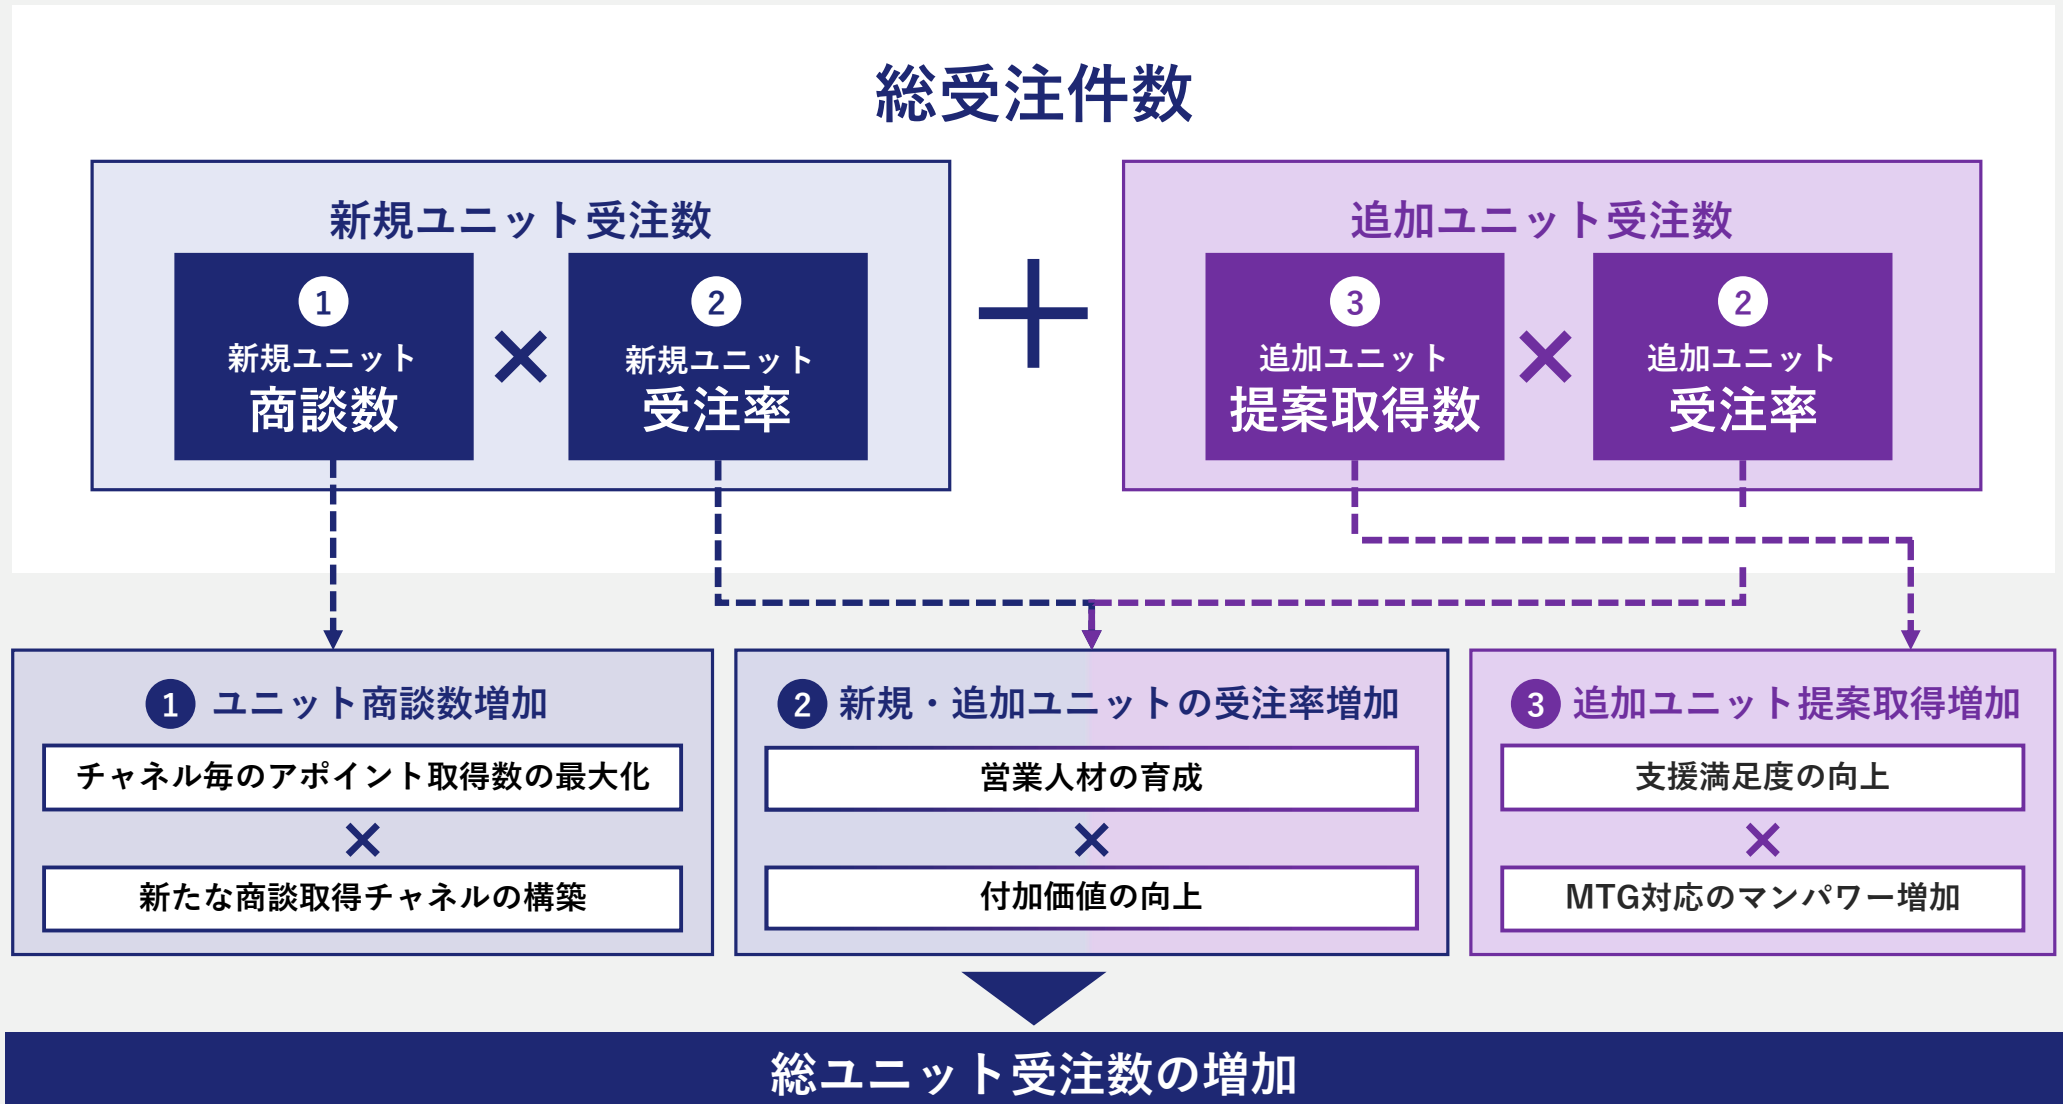 総受注件数
新規ユニット受注数
1
新規ユニット
商談数
×
2
新規ユニット
受注率
+
追加ユニット受注数
3
追加ユニット
提案取得数
×
2
追加ユニット
受注率
1 ユニット商談数増加
チャネル毎のアポイント取得数の最大化
×
新たな商談取得チャネルの構築
2 新規・追加ユニットの受注率増加
営業人材の育成
×
付加価値の向上
3 追加ユニット提案取得増加
支援満足度の向上
×
MTG対応のマンパワー増加
総ユニット受注数の増加